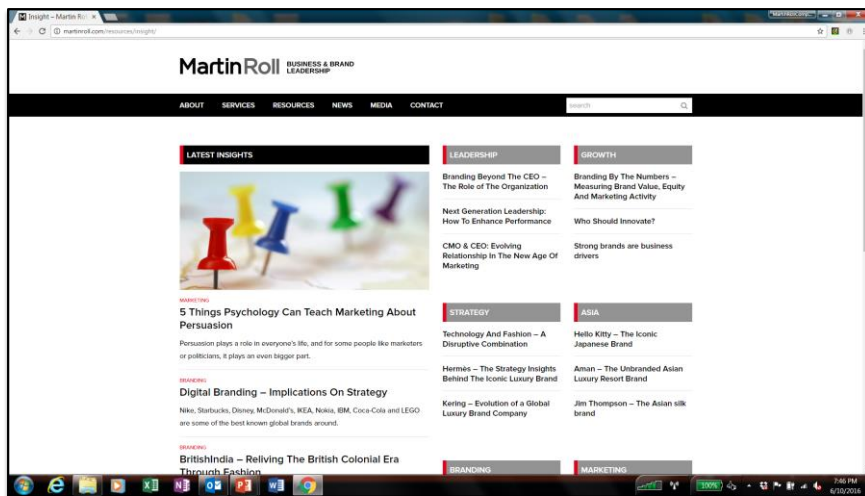 Insight – Martin Ro
martinroll.com/resources/insight/
MartinRoll BUSINESS & BRAND
LEADERSHIP
ABOUT SERVICES RESOURCES NEWS MEDIA CONTACT
search
LATEST INSIGHTS
MARKETING
5 Things Psychology Can Teach Marketing About
Persuasion
Persuasion plays a role in everyone's life, and for some people like marketers
or politicians, it plays an even bigger part.
BRANDING
Digital Branding – Implications On Strategy
Nike, Starbucks, Disney, McDonald's, IKEA, Nokia, IBM, Coca-Cola and LEGO
are some of the best known global brands around.
BRANDING
BritishIndia – Reliving The British Colonial Era
Through Fashion
LEADERSHIP
Branding Beyond The CEO –
The Role of The Organization
Next Generation Leadership:
How To Enhance Performance
CMO & CEO: Evolving
Relationship In The New Age Of
Marketing
GROWTH
Branding By The Numbers –
Measuring Brand Value, Equity
And Marketing Activity
Who Should Innovate?
Strong brands are business
drivers
STRATEGY
Technology And Fashion – A
Disruptive Combination
Hermès – The Strategy Insights
Behind The Iconic Luxury Brand
Kering – Evolution of a Global
Luxury Brand Company
ASIA
Hello Kitty – The Iconic
Japanese Brand
Aman – The Unbranded Asian
Luxury Resort Brand
Jim Thompson – The Asian silk
brand
BRANDING
MARKETING
100%
7:46 PM
6/10/2016